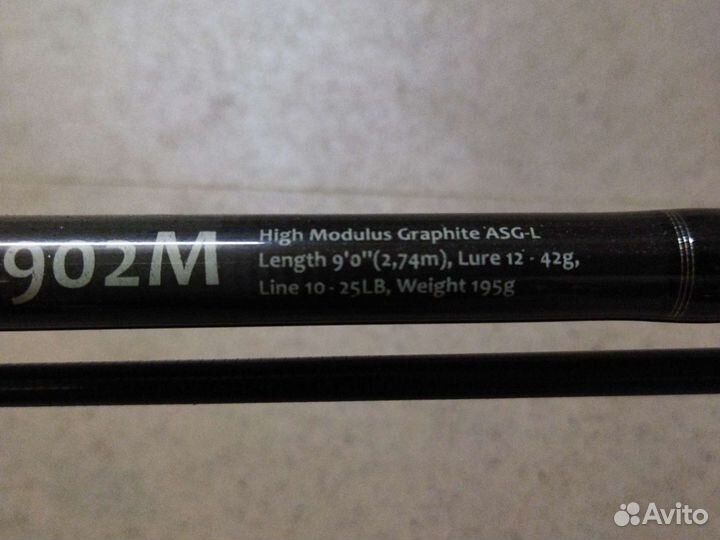 902M
High Modulus Graphite ASG-L
Length 9'0''(2,74m), Lure 12 - 42g,
Line 10 - 25LB, Weight 195g
Avito